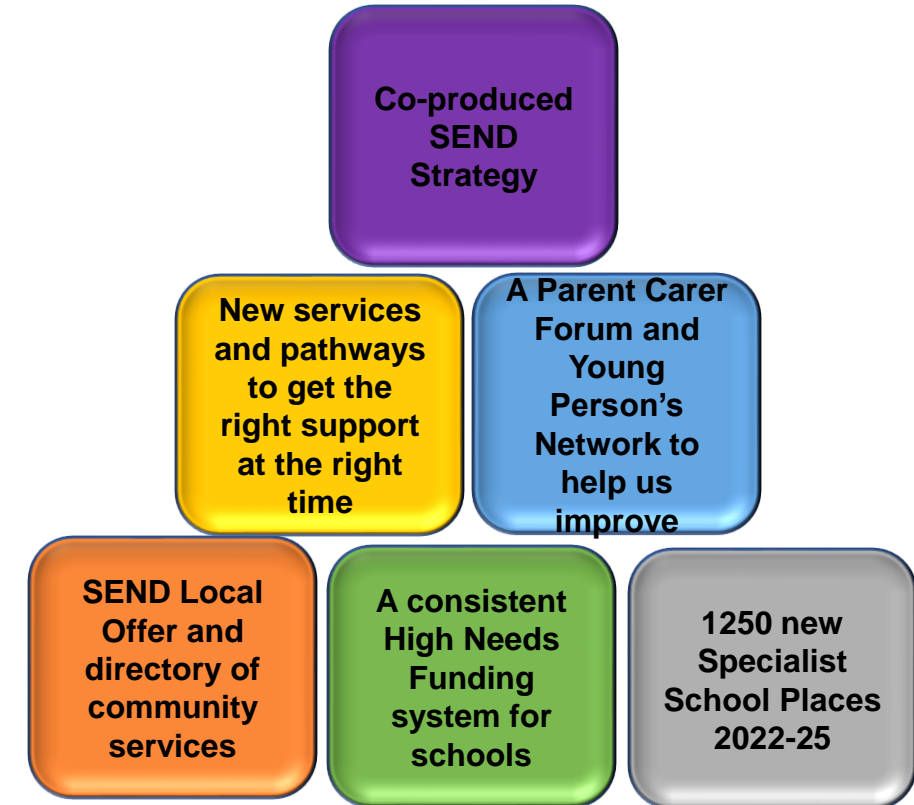 Co-produced
SEND
Strategy
New services
and pathways
to get the
right support
at the right
time
A Parent Carer
Forum and
Young
Person’s
Network to
help us
improve
SEND Local
Offer and
directory of
community
services
A consistent
High Needs
Funding
system for
schools
1250 new
Specialist
School Places
2022-25